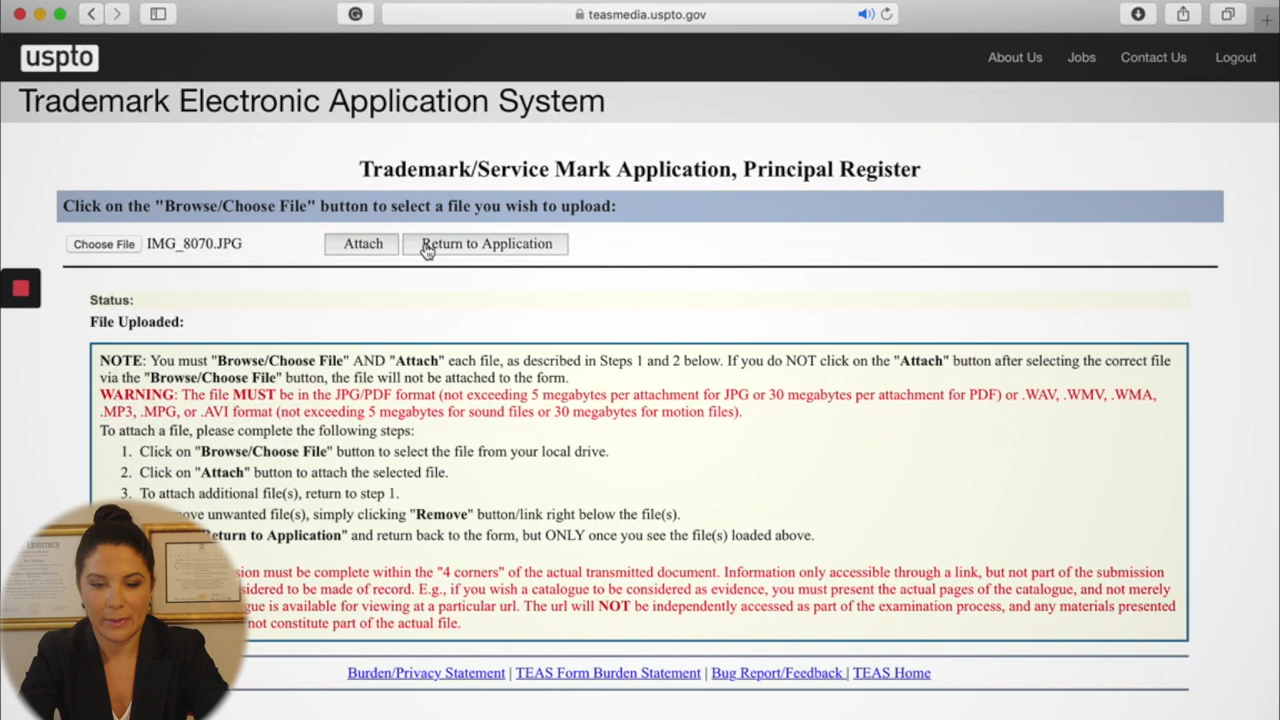 teasmedia.uspto.gov
uspto
About Us Jobs Contact Us Logout
Trademark Electronic Application System
Trademark/Service Mark Application, Principal Register
Click on the "Browse/Choose File" button to select a file you wish to upload:
Choose File IMG_8070.JPG Attach Return to Application
Status:
File Uploaded:
NOTE: You must "Browse/Choose File" AND "Attach" each file, as described in Steps 1 and 2 below. If you do NOT click on the "Attach" button after selecting the correct file
via the "Browse/Choose File" button, the file will not be attached to the form.
WARNING: The file MUST be in the JPG/PDF format (not exceeding 5 megabytes per attachment for JPG or 30 megabytes per attachment for PDF) or .WAV, .WMV, .WMA,
.MP3, .MPG, or .AVI format (not exceeding 5 megabytes for sound files or 30 megabytes for motion files).
To attach a file, please complete the following steps:
1. Click on "Browse/Choose File" button to select the file from your local drive.
2. Click on "Attach" button to attach the selected file.
3. To attach additional file(s), return to step 1.
unwanted file(s), simply clicking "Remove" button/link right below the file(s).
Return to Application" and return back to the form, but ONLY once you see the file(s) loaded above.
must be complete within the "4 corners" of the actual transmitted document. Information only accessible through a link, but not part of the submission
to be made of record. E.g., if you wish a catalogue to be considered as evidence, you must present the actual pages of the catalogue, and not merely
is available for viewing at a particular url. The url will NOT be independently accessed as part of the examination process, and any materials presented
not constitute part of the actual file.
Burden/Privacy Statement | TEAS Form Burden Statement | Bug Report/Feedback | TEAS Home